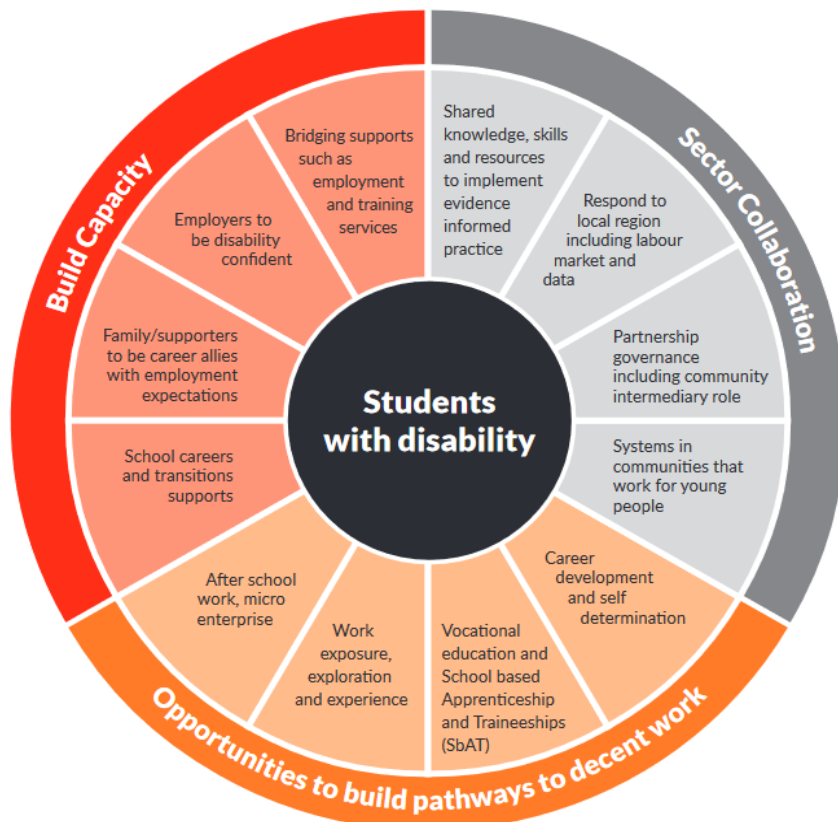 Students
with disability
Build Capacity
School careers
and transitions
supports
Family/supporters
to be career allies
with employment
expectations
Employers to
be disability
confident
Bridging supports
such as
employment
and training
services
Sector Collaboration
Shared
knowledge, skills
and resources
to implement
evidence
informed
practice
Respond to
local region
including labour
market and
data
Partnership
governance
including community
intermediary role
Systems in
communities that
work for young
people
Opportunities to build pathways to decent work
Career
development
and self
determination
Vocational
education and
School based
Apprenticeship
and Traineeships
(SbAT)
Work
exposure,
exploration
and experience
After school
work, micro
enterprise